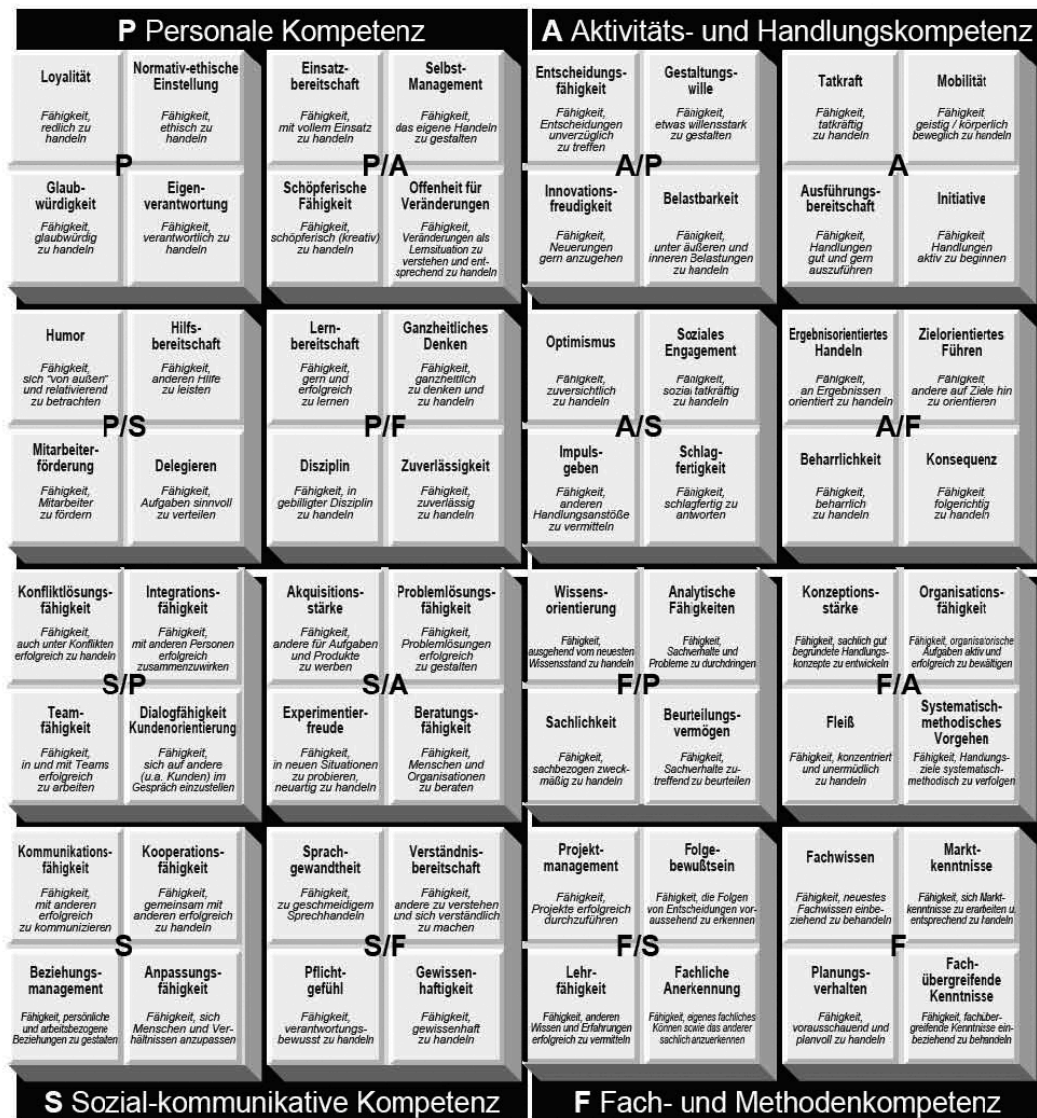 P Personale Kompetenz
A Aktivitäts- und Handlungskompetenz
Loyalität
Fähigkeit,
redlich zu
handeln
Normativ-ethische
Einstellung
Fähigkeit,
ethisch zu
handeln
P
Glaub-
würdigkeit
Fähigkeit,
glaubwürdig
zu handeln
Eigen-
verantwortung
Fähigkeit,
verantwortlich zu
handeln
Einsatz-
bereitschaft
Fähigkeit,
mit vollem Einsatz
zu handeln
Selbst-
Management
Fähigkeit,
das eigene Handeln
zu gestalten
P/A
Schöpferische
Fähigkeit
Fähigkeit,
schöpferisch (kreativ)
zu handeln
Offenheit für
Veränderungen
Fähigkeit,
Veränderungen als
Lernsituation zu
verstehen und ent-
sprechend zu handeln
Entscheidungs-
fähigkeit
Fähigkeit,
Entscheidungen
unverzüglich
zu treffen
Gestaltungs-
wille
Fähigkeit,
etwas willensstark
zu gestalten
A/P
Innovations-
freudigkeit
Fähigkeit,
Neuerungen
gern anzugehen
Belastbarkeit
Fähigkeit,
unter äußeren und
inneren Belastungen
zu handeln
Tatkraft
Fähigkeit,
tatkräftig
zu handeln
Mobilität
Fähigkeit
geistig / körperlich
beweglich zu handeln
A
Ausführungs-
bereitschaft
Fähigkeit,
Handlungen
gut und gern
auszuführen
Initiative
Fähigkeit,
Handlungen
aktiv zu beginnen
Humor
Fähigkeit,
sich "von außen"
und relativierend
zu betrachten
Hilfs-
bereitschaft
Fähigkeit,
anderen Hilfe
zu leisten
P/S
Mitarbeiter-
förderung
Fähigkeit,
Mitarbeiter
zu fördern
Delegieren
Fähigkeit,
Aufgaben sinnvoll
zu verteilen
Lern-
bereitschaft
Fähigkeit,
gern und
erfolgreich
zu lernen
Ganzheitliches
Denken
Fähigkeit,
ganzheitlich
zu denken und
zu handeln
P/F
Disziplin
Fähigkeit, in
gebilligter Disziplin
zu handeln
Zuverlässigkeit
Fähigkeit,
zuverlässig
zu handeln
Optimismus
Fähigkeit,
zuversichtlich
zu handeln
Soziales
Engagement
Fähigkeit,
sozial tatkräftig
zu handeln
A/S
Impuls-
geben
Fähigkeit,
anderen
Handlungsanstöße
zu vermitteln
Schlag-
fertigkeit
Fähigkeit,
schlagfertig zu
antworten
Ergebnisorientiertes
Handeln
Fähigkeit,
an Ergebnissen
orientiert zu handeln
Zielorientiertes
Führen
Fähigkeit,
andere auf Ziele hin
zu orientieren
A/F
Beharrlichkeit
Fähigkeit,
beharrlich
zu handeln
Konsequenz
Fähigkeit,
folgerichtig
zu handeln
Konfliktlösungs-
fähigkeit
Fähigkeit,
auch unter Konflikten
erfolgreich zu handeln
Integrations-
fähigkeit
Fähigkeit,
mit anderen Personen
erfolgreich
zusammenzuwirken
S/P
Team-
fähigkeit
Fähigkeit,
in und mit Teams
erfolgreich
zu arbeiten
Dialogfähigkeit
Kundenorientierung
Fähigkeit,
sich auf andere
(u.a. Kunden) im
Gespräch einzustellen
Akquisitions-
stärke
Fähigkeit,
andere für Aufgaben
und Produkte
zu werben
Problemlösungs-
fähigkeit
Fähigkeit,
Problemlösungen
erfolgreich
zu gestalten
S/A
Experimentier-
freude
Fähigkeit,
in neuen Situationen
zu probieren,
neuartig zu handeln
Beratungs-
fähigkeit
Fähigkeit,
Menschen und
Organisationen
zu beraten
Wissens-
orientierung
Fähigkeit,
ausgehend vom neuesten
Wissensstand zu handeln
Analytische
Fähigkeiten
Fähigkeit,
Sachverhalte und
Probleme zu durchdringen
F/P
Sachlichkeit
Fähigkeit,
sachbezogen zweck-
mäßig zu handeln
Beurteilungs-
vermögen
Fähigkeit,
Sachverhalte zu-
treffend zu beurteilen
Konzeptions-
stärke
Fähigkeit, sachlich gut
begründete Handlungs-
konzepte zu entwickeln
Organisations-
fähigkeit
Fähigkeit, organisatorische
Aufgaben aktiv und
erfolgreich zu bewältigen
F/A
Fleiß
Fähigkeit, konzentriert
und unermüdlich
zu handeln
Systematisch-
methodisches
Vorgehen
Fähigkeit, Handungs-
ziele systematsch-
methodisch zu verfolgen
Kommunikations-
fähigkeit
Fähigkeit,
mit anderen
erfolgreich
zu kommunizieren
Kooperations-
fähigkeit
Fähigkeit,
gemeinsam mit
anderen erfolgreich
zu handeln
S
Beziehungs-
management
Fähigkeit, persönliche
und arbeitsbezogene
Beziehungen zu gestalten
Anpassungs-
fähigkeit
Fähigkeit, sich
Menschen und Ver-
hältnissen anzupassen
Sprach-
gewandtheit
Fähigkeit,
zu geschmeidigem
Sprechhandeln
Verständnis-
bereitschaft
Fähigkeit,
andere zu verstehen
und sich verständlich
zu machen
S/F
Pflicht-
gefühl
Fähigkeit,
verantwortungs-
bewusst zu handeln
Gewissen-
haftigkeit
Fähigkeit,
gewissenhaft
zu handeln
Projekt-
management
Fähigkeit,
Projekte erfolgreich
durchzuführen
Folge-
bewußtsein
Fähigkeit, die Folgen
von Entscheidungen vor-
aussehend zu erkennen
F/S
Lehr-
fähigkeit
Fähigkeit, anderen
Wissen und Erfahrungen
erfolgreich zu vermitteln
Fachliche
Anerkennung
Fähigkeit, eigenes fachliches
Können sowie das anderer
sachlich anzuerkennen
Fachwissen
Fähigkeit, neuestes
Fachwissen einbe-
ziehend zu behandeln
Markt-
kenntnisse
Fähigkeit, sich Markt-
kenntnisse zu erarbeiten u.
entsprechend zu handeln
F
Planungs-
verhalten
Fähigkeit,
vorausschauend und
planvoll zu handeln
Fach-
übergreifende
Kenntnisse
Fähigkeit, fachüber-
greifende Kenntnisse ein-
beziehend zu behandeln
S Sozial-kommunikative Kompetenz
F Fach- und Methodenkompetenz